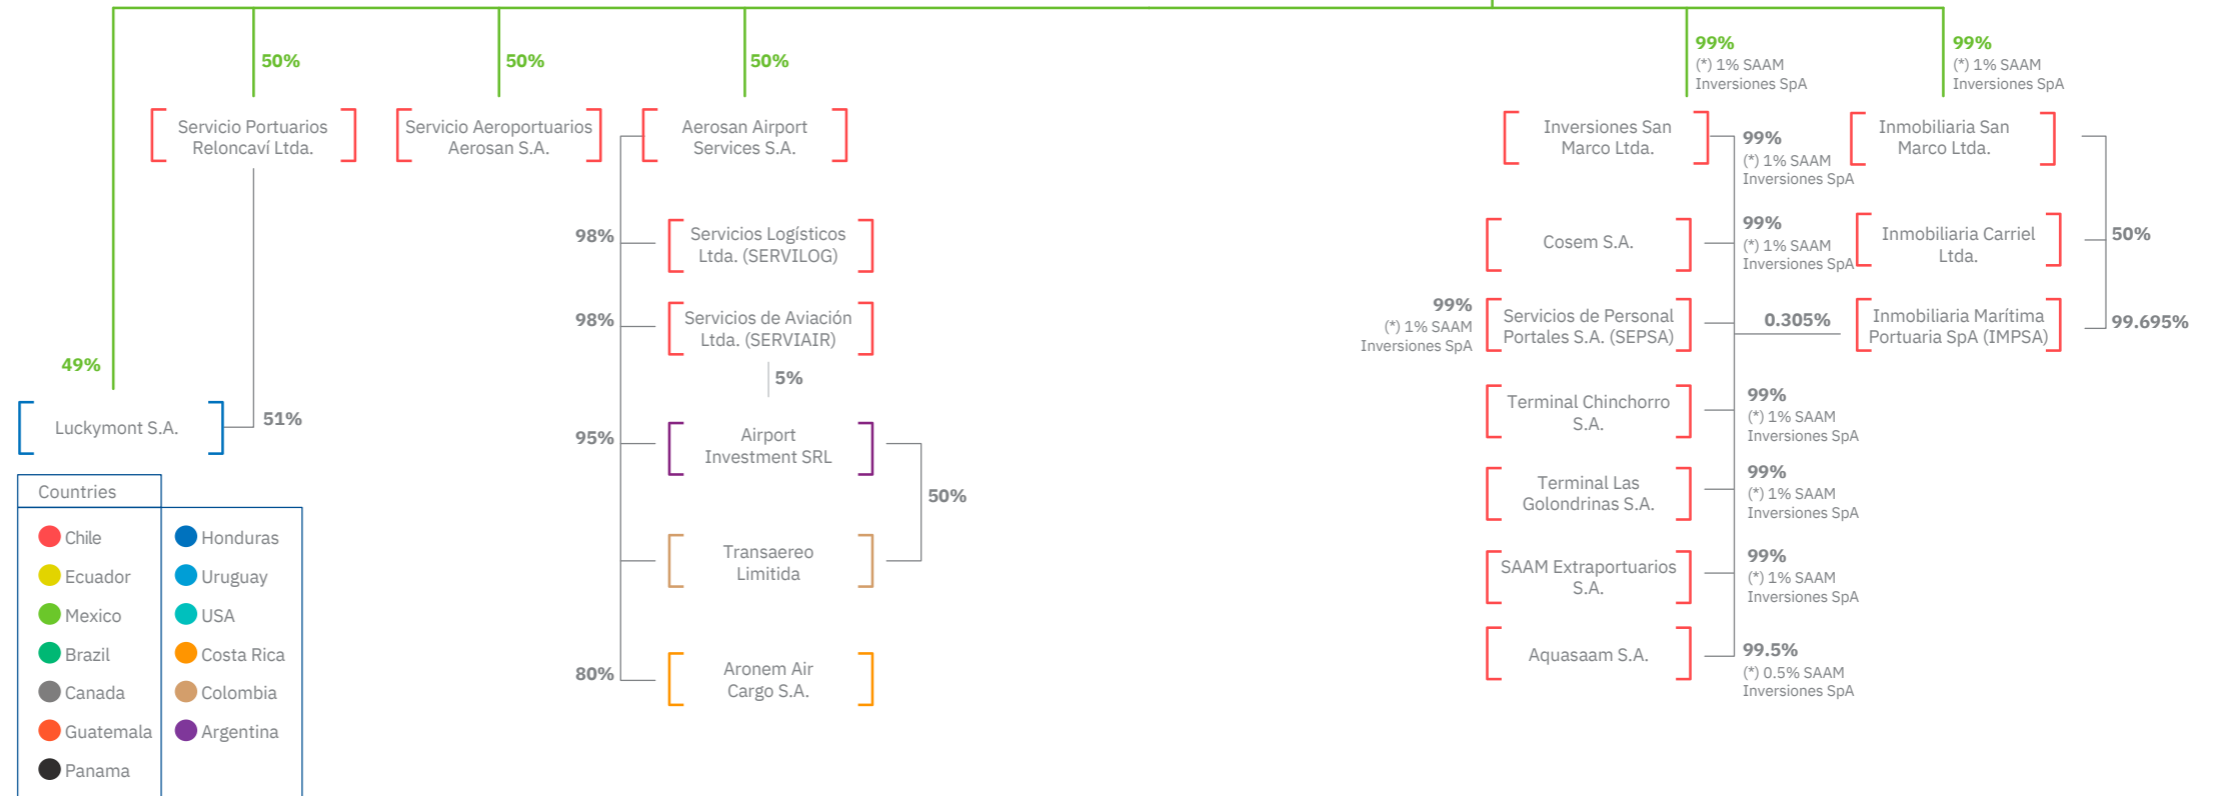 50%
50%
50%
99%
(*) 1% SAAM
Inversiones SpA
99%
(*) 1% SAAM
Inversiones SpA
Servicio Portuarios
Reloncaví Ltda.
Servicio Aeroportuarios
Aerosan S.A.
Aerosan Airport
Services S.A.
Inversiones San
Marco Ltda.
99%
(*) 1% SAAM
Inversiones SpA
Inmobiliaria San
Marco Ltda.
98%
Servicios Logísticos
Ltda. (SERVILOG)
Cosem S.A.
99%
(*) 1% SAAM
Inversiones SpA
Inmobiliaria Carriel
Ltda.
50%
98%
Servicios de Aviación
Ltda. (SERVIAIR)
99%
(*) 1% SAAM
Inversiones SpA
Servicios de Personal
Portales S.A. (SEPSA)
0.305%
Inmobiliaria Marítima
Portuaria SpA (IMPSA)
99.695%
49%
5%
Luckymont S.A.
51%
95%
Airport
Investment SRL
50%
Terminal Chinchorro
S.A.
99%
(*) 1% SAAM
Inversiones SpA
Terminal Las
Golondrinas S.A.
99%
(*) 1% SAAM
Inversiones SpA
Transaereo
Limitida
SAAM Extraportuarios
S.A.
99%
(*) 1% SAAM
Inversiones SpA
80%
Aronem Air
Cargo S.A.
Aquasaam S.A.
99.5%
(*) 0.5% SAAM
Inversiones SpA
Countries
Chile
Ecuador
Mexico
Brazil
Canada
Guatemala
Panama
Honduras
Uruguay
USA
Costa Rica
Colombia
Argentina